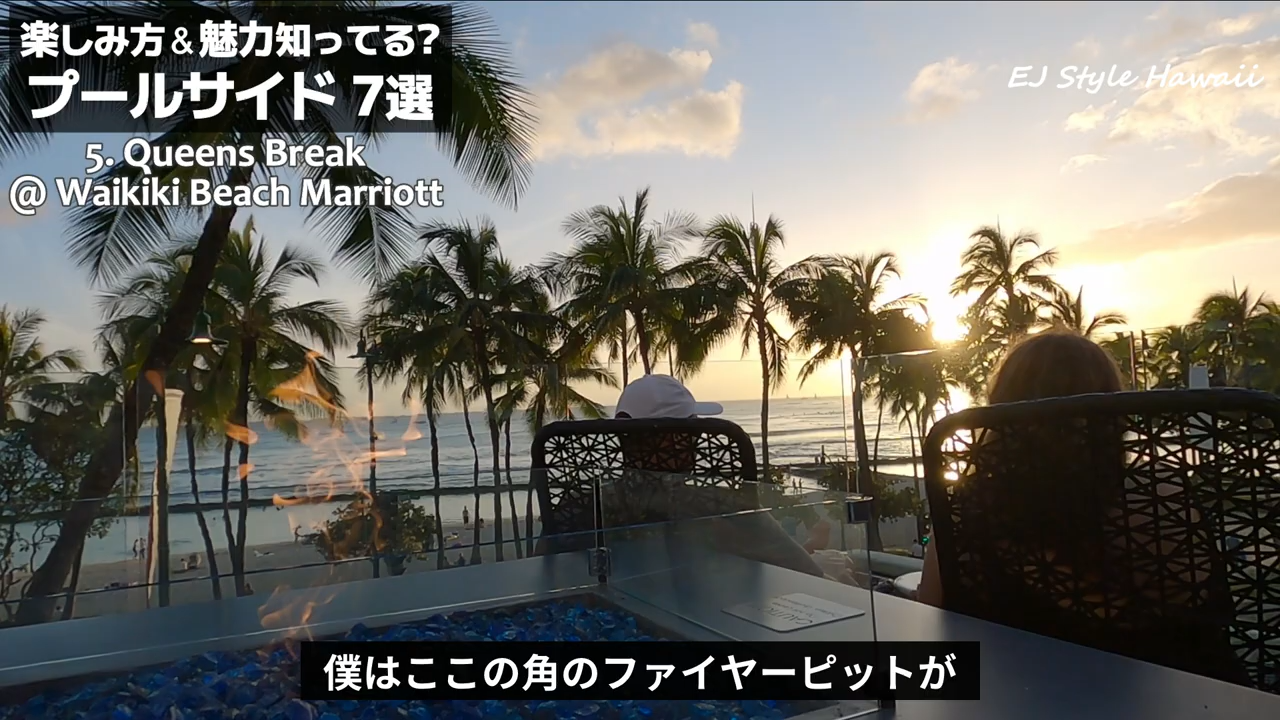 楽しみ方&魅力知ってる?
プールサイド 7選
5. Queens Break
@ Waikiki Beach Marriott
EJ Style Hawaii
僕はここの角のファイヤーピットが